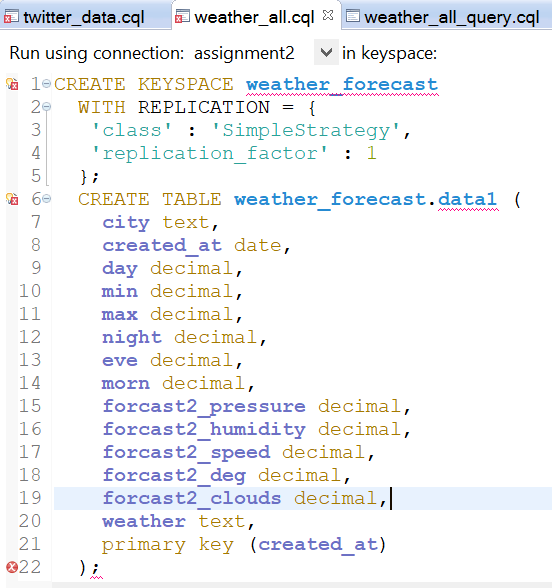 twitter_data.cql weather_all.cql weather_all_query.cql
Run using connection: assignment2 in keyspace:
1 CREATE KEYSPACE weather_forecast
2 WITH REPLICATION = {
3 'class' : 'SimpleStrategy',
4 'replication_factor' : 1
5 };
6 CREATE TABLE weather_forecast.data1 (
7 city text,
8 created_at date,
9 day decimal,
10 min decimal,
11 max decimal,
12 night decimal,
13 eve decimal,
14 morn decimal,
15 forcast2_pressure decimal,
16 forcast2_humidity decimal,
17 forcast2_speed decimal,
18 forcast2_deg decimal,
19 forcast2_clouds decimal,
20 weather text,
21 primary key (created_at)
22 );